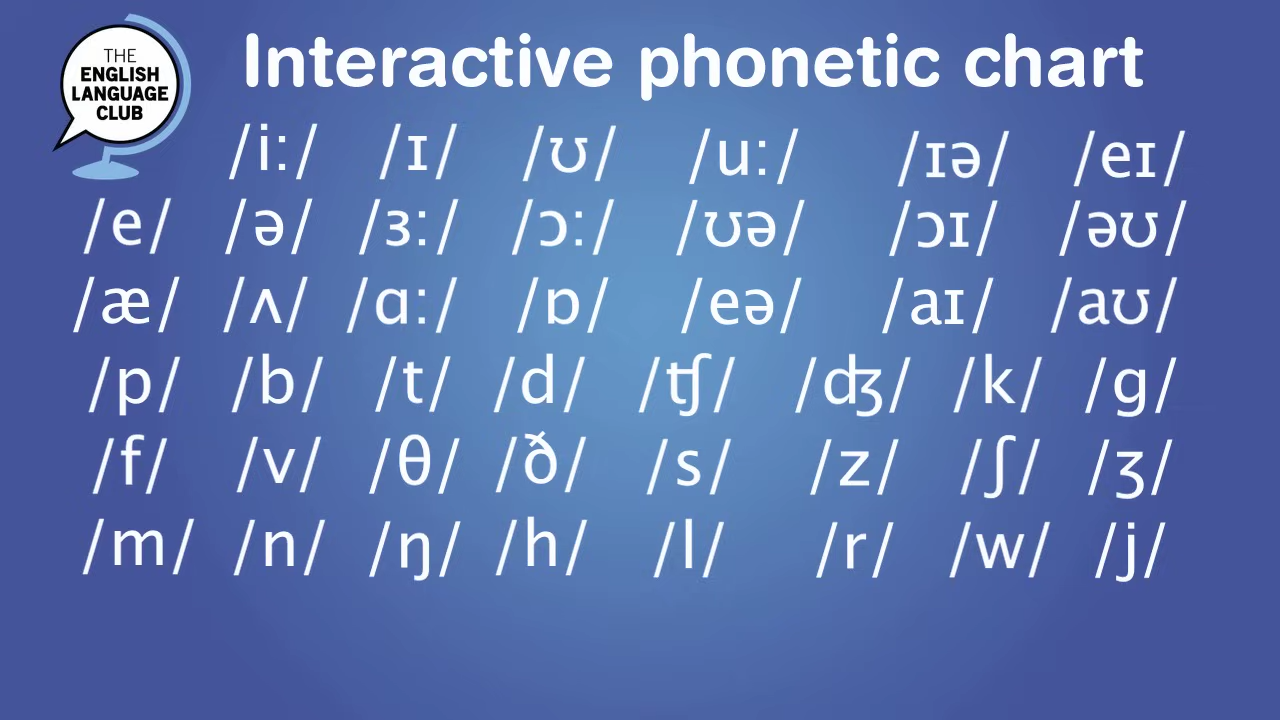 THE
ENGLISH
LANGUAGE
CLUB
Interactive phonetic chart
/iː/ /ɪ/ /ʊ/ /uː/ /ɪə/ /eɪ/
/e/ /ə/ /ɜː/ /ɔː/ /ʊə/ /ɔɪ/ /əʊ/
/æ/ /ʌ/ /ɑː/ /ɒ/ /eə/ /aɪ/ /aʊ/
/p/ /b/ /t/ /d/ /ʧ/ /ʤ/ /k/ /g/
/f/ /v/ /θ/ /ð/ /s/ /z/ /ʃ/ /ʒ/
/m/ /n/ /ŋ/ /h/ /l/ /r/ /w/ /j/